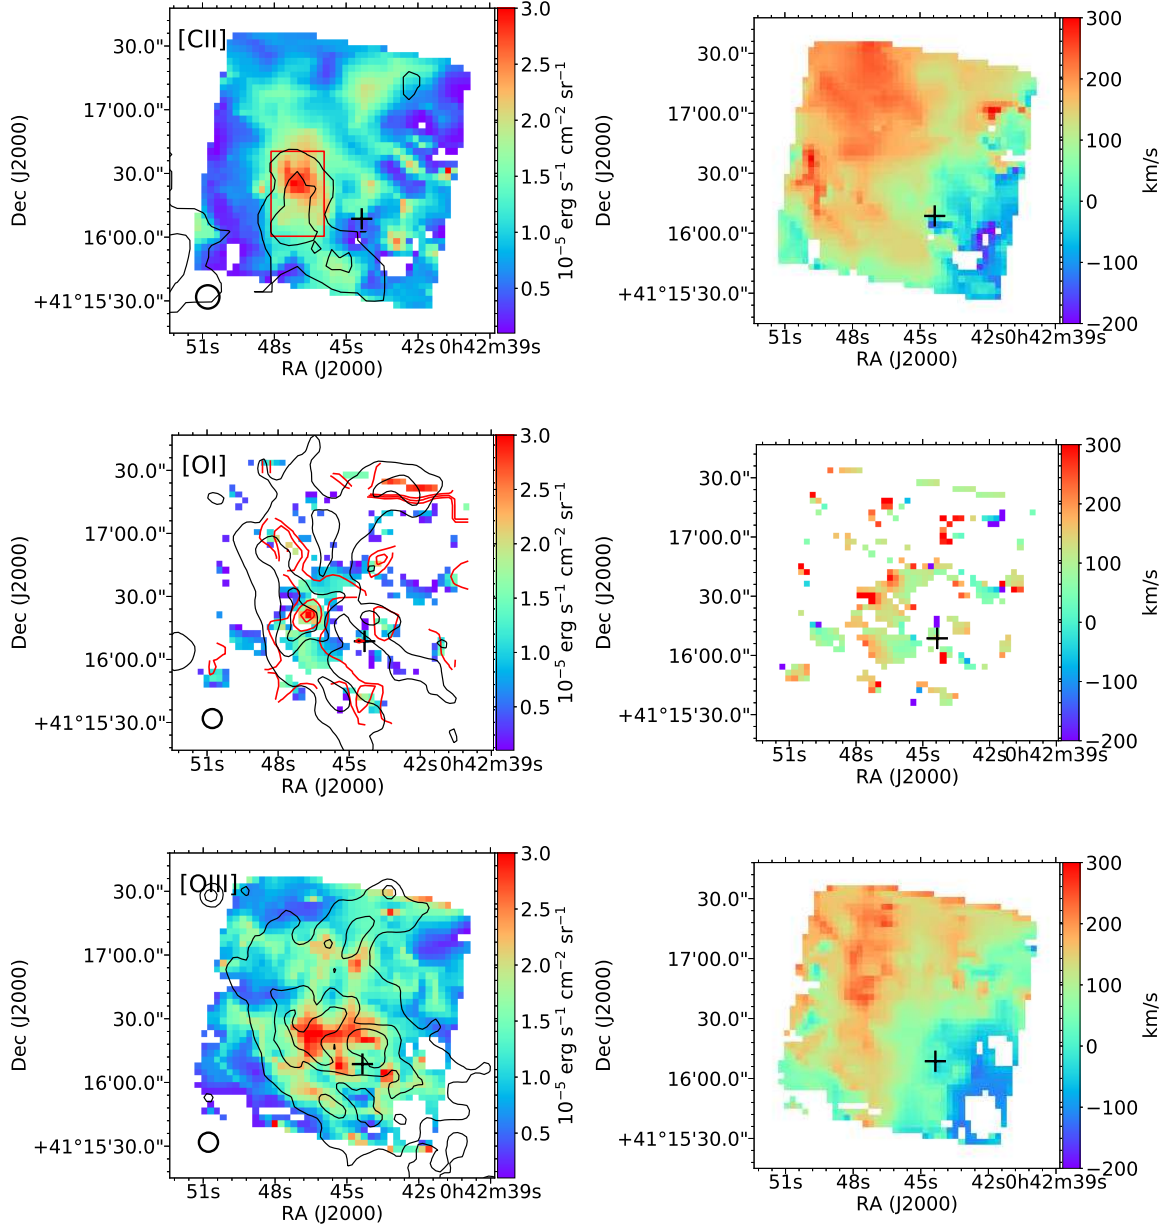 [CII]
30.0"
17'00.0"
30.0"
16'00.0"
+41°15'30.0"
Dec (J2000)
51s 48s 45s 42s 0h42m39s
RA (J2000)
3.0
2.5
2.0
1.5
1.0
0.5
10⁻⁵ erg s⁻¹ cm⁻² sr⁻¹
30.0"
17'00.0"
30.0"
16'00.0"
+41°15'30.0"
Dec (J2000)
51s 48s 45s 42s 0h42m39s
RA (J2000)
300
200
100
0
−100
−200
km/s
[OI]
30.0"
17'00.0"
30.0"
16'00.0"
+41°15'30.0"
Dec (J2000)
51s 48s 45s 42s 0h42m39s
RA (J2000)
3.0
2.5
2.0
1.5
1.0
0.5
10⁻⁵ erg s⁻¹ cm⁻² sr⁻¹
30.0"
17'00.0"
30.0"
16'00.0"
+41°15'30.0"
Dec (J2000)
51s 48s 45s 42s 0h42m39s
RA (J2000)
300
200
100
0
−100
−200
km/s
[OIII]
30.0"
17'00.0"
30.0"
16'00.0"
+41°15'30.0"
Dec (J2000)
51s 48s 45s 42s 0h42m39s
RA (J2000)
3.0
2.5
2.0
1.5
1.0
0.5
10⁻⁵ erg s⁻¹ cm⁻² sr⁻¹
30.0"
17'00.0"
30.0"
16'00.0"
+41°15'30.0"
Dec (J2000)
51s 48s 45s 42s 0h42m39s
RA (J2000)
300
200
100
0
−100
−200
km/s